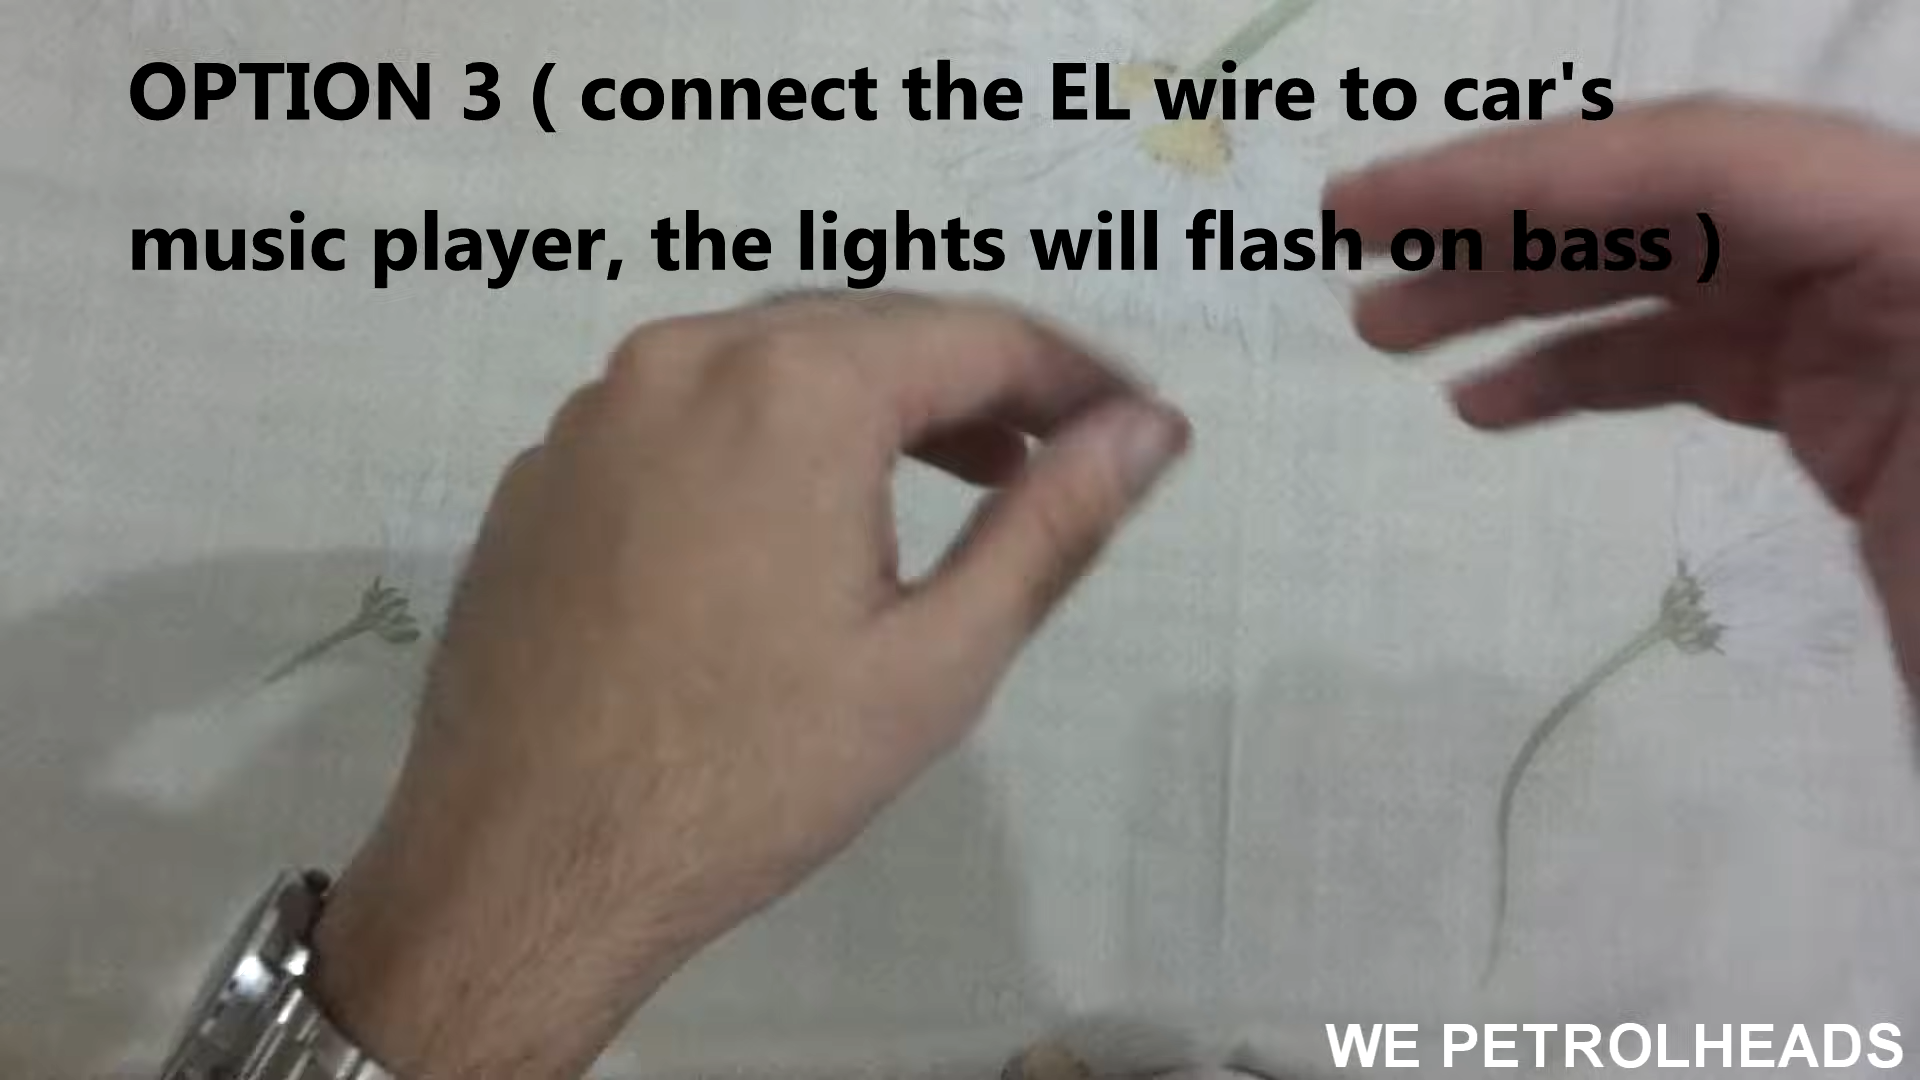 OPTION 3 ( connect the EL wire to car's
music player, the lights will flash on bass )
WE PETROLHEADS